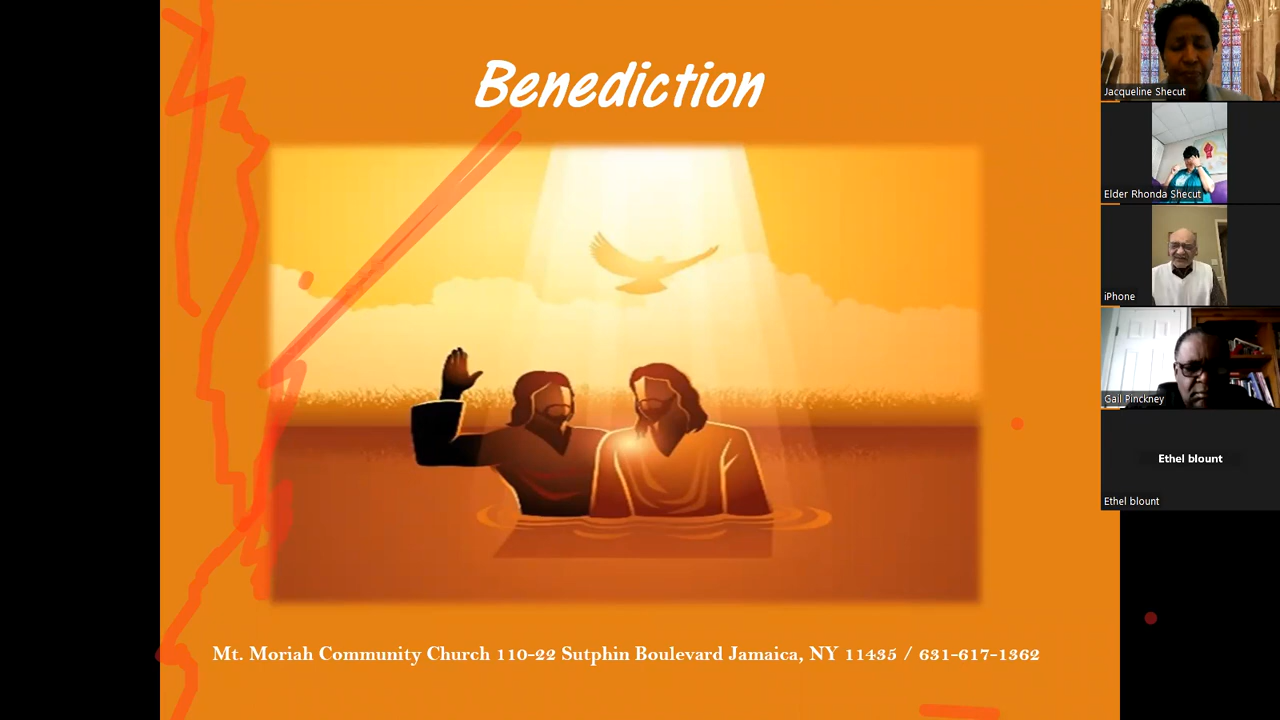 Benediction
Mt. Moriah Community Church 110-22 Sutphin Boulevard Jamaica, NY 11435 / 631-617-1362
Jacqueline Shecut
Elder Rhonda Shecut
iPhone
Gail Pinckney
Ethel blount
Ethel blount